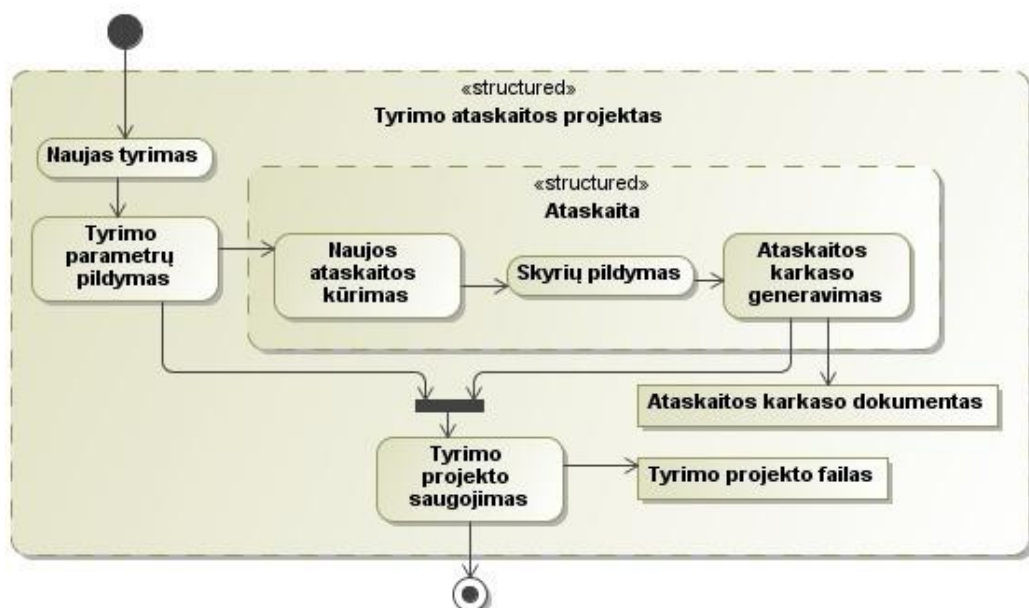 «structured»
Tyrimo ataskaitos projektas
Naujas tyrimas
«structured»
Ataskaita
Tyrimo
parametrų
pildymas
Naujos
ataskaitos
kūrimas
Skyrių pildymas
Ataskaitos
karkaso
generavimas
Ataskaitos karkaso dokumentas
Tyrimo
projekto
saugojimas
Tyrimo projekto failas